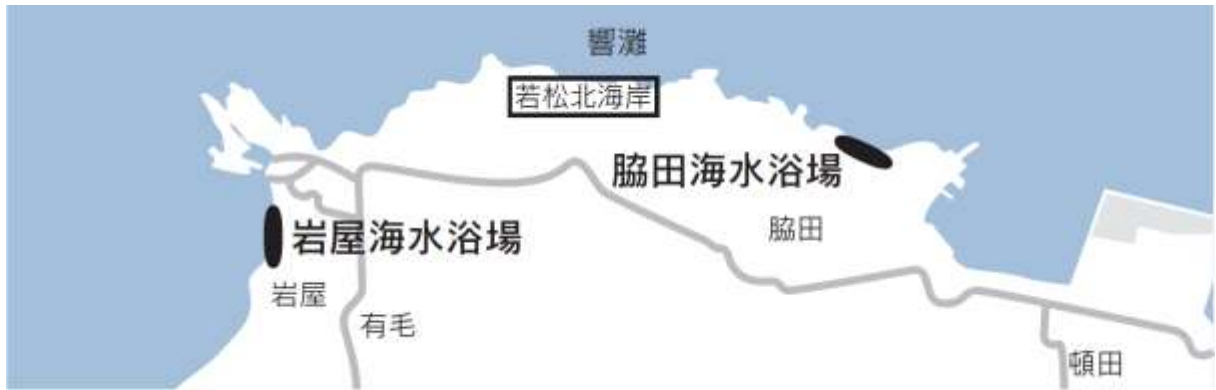 響灘
若松北海岸
脇田海水浴場
脇田
岩屋海水浴場
岩屋
有毛
頓田